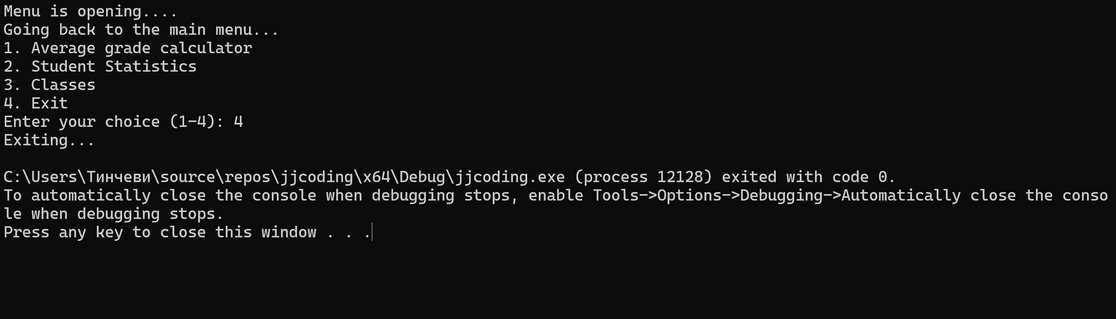 Menu is opening....
Going back to the main menu...
1. Average grade calculator
2. Student Statistics
3. Classes
4. Exit
Enter your choice (1-4): 4
Exiting...
C:\Users\Тинчеви\source\repos\jjcoding\x64\Debug\jjcoding.exe (process 12128) exited with code 0.
To automatically close the console when debugging stops, enable Tools->Options->Debugging->Automatically close the conso
le when debugging stops.
Press any key to close this window . . .